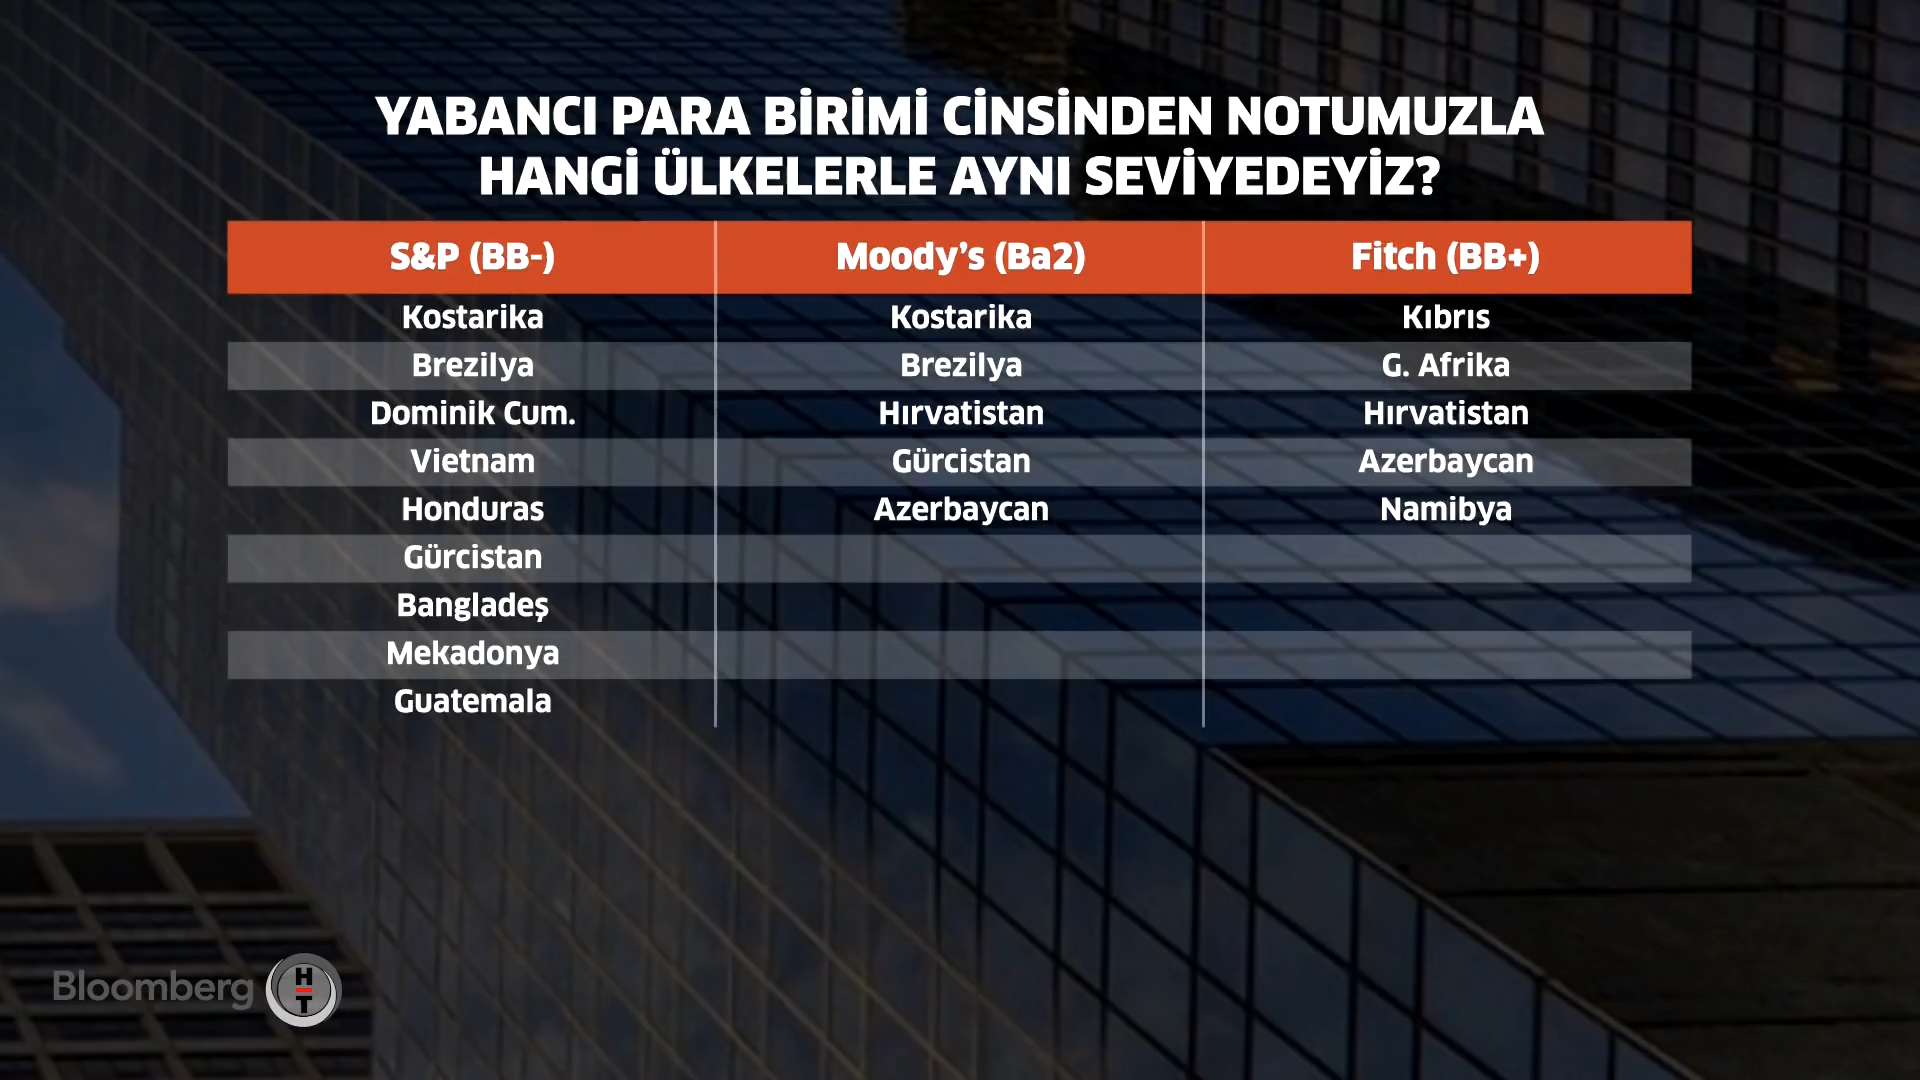 YABANCI PARA BİRİMİ CİNSİNDEN NOTUMUZLA
HANGİ ÜLKELERLE AYNI SEVİYEDEYİZ?
S&P (BB-) Moody's (Ba2) Fitch (BB+)
Kostarika Kostarika Kıbrıs
Brezilya Brezilya G. Afrika
Dominik Cum. Hırvatistan Hırvatistan
Vietnam Gürcistan Azerbaycan
Honduras Azerbaycan Namibya
Gürcistan
Bangladeş
Mekadonya
Guatemala
Bloomberg HT